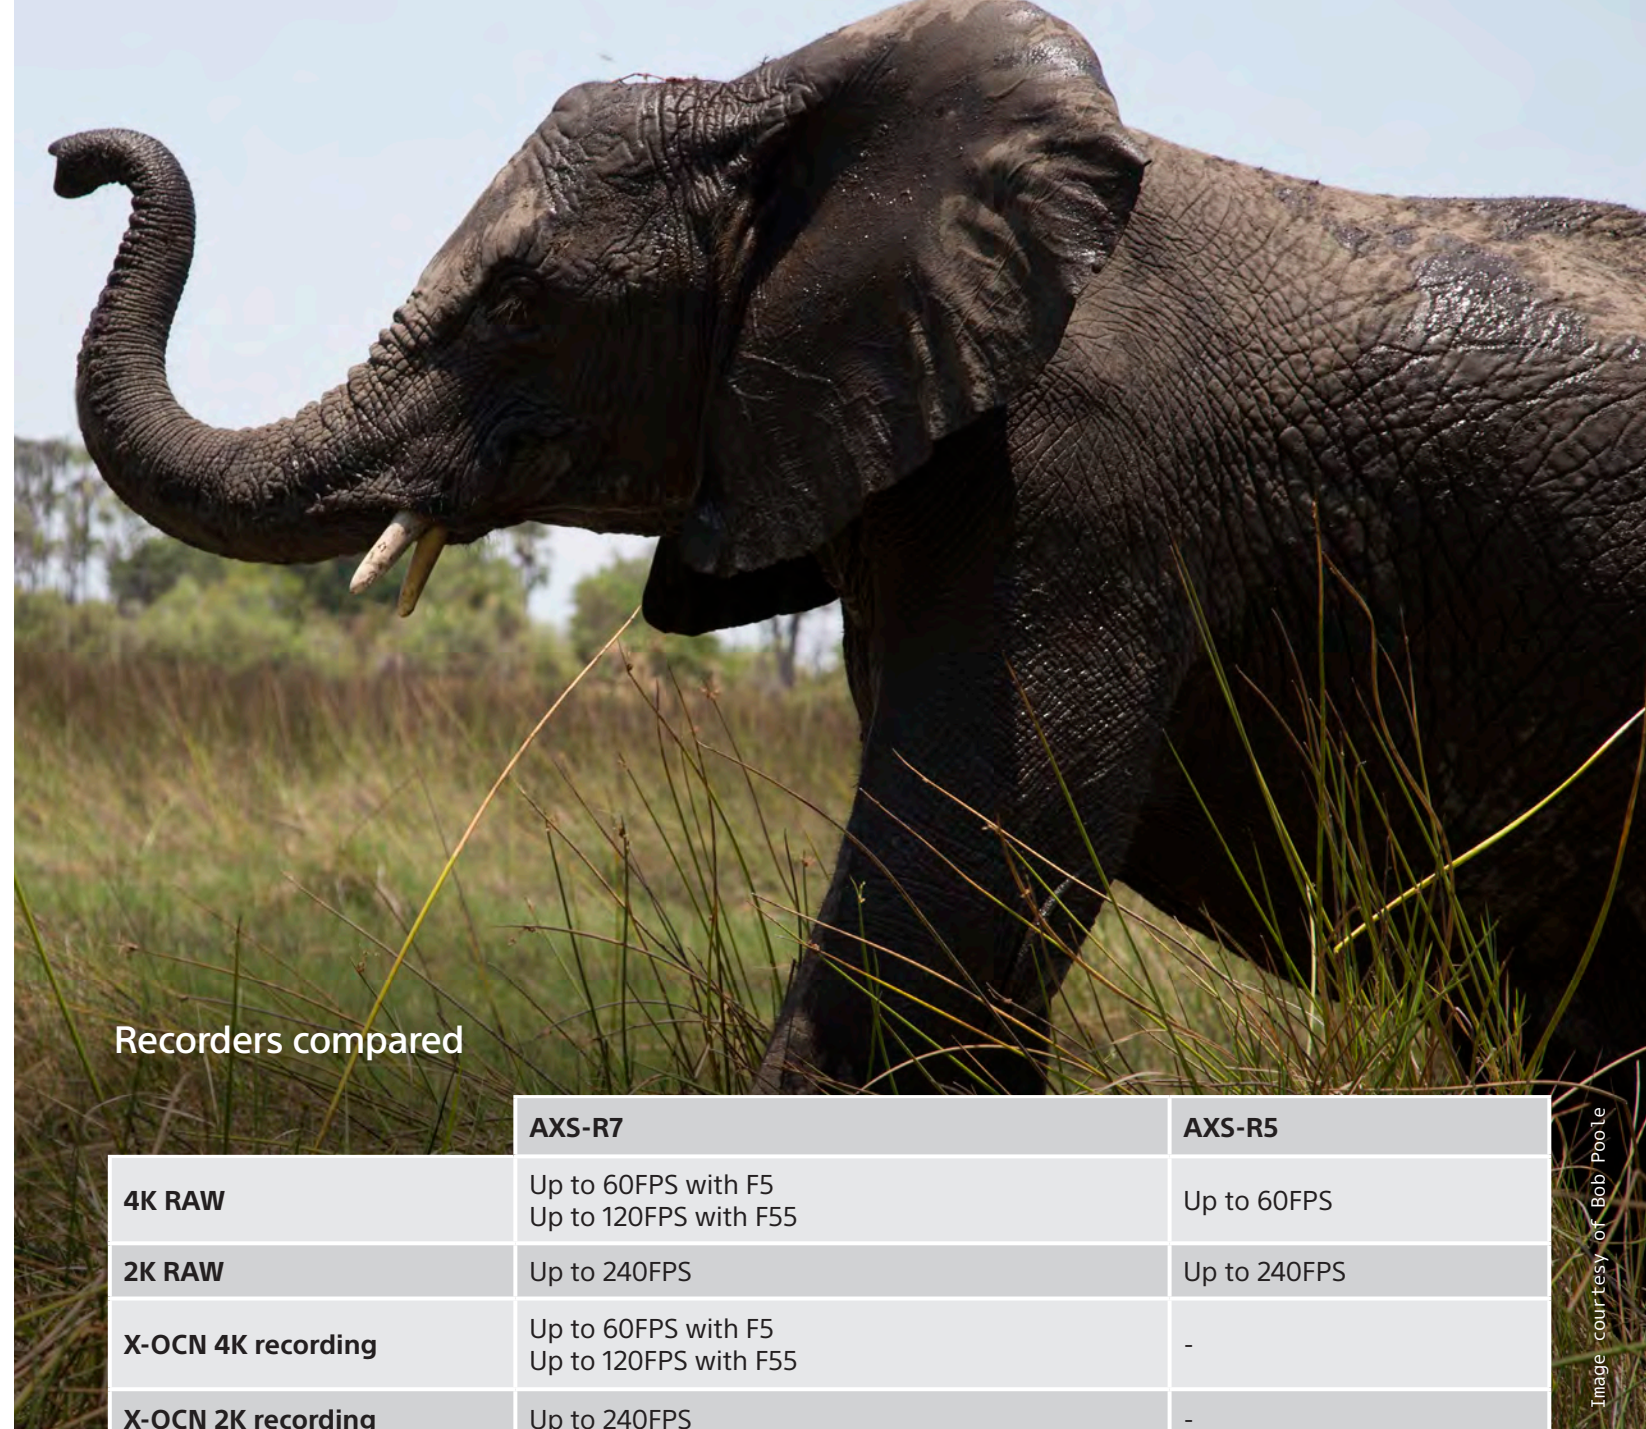 Recorders compared
AXS-R7 AXS-R5
4K RAW Up to 60FPS with F5 Up to 60FPS
Up to 120FPS with F55
2K RAW Up to 240FPS Up to 240FPS
X-OCN 4K recording Up to 60FPS with F5 -
Up to 120FPS with F55
X-OCN 2K recording Up to 240FPS -
Image courtesy of Bob Poole